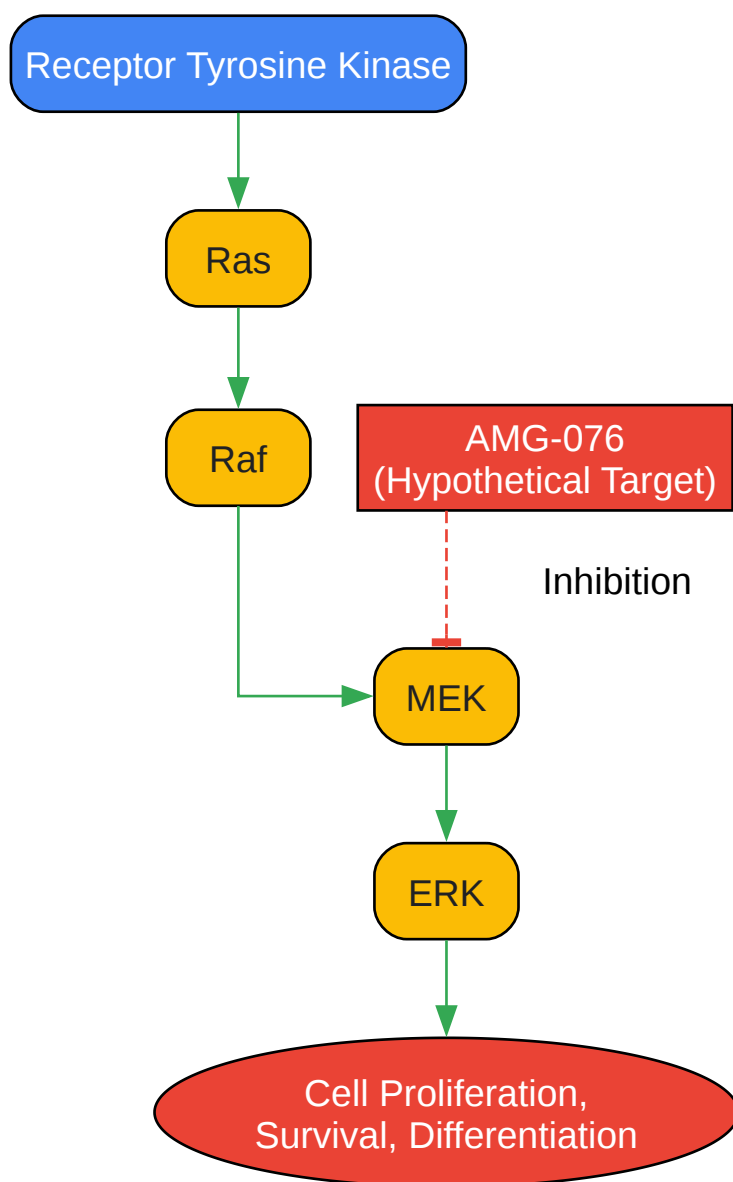 Receptor Tyrosine Kinase
Ras
Raf
AMG-076
(Hypothetical Target)
Inhibition
MEK
ERK
Cell Proliferation,
Survival, Differentiation